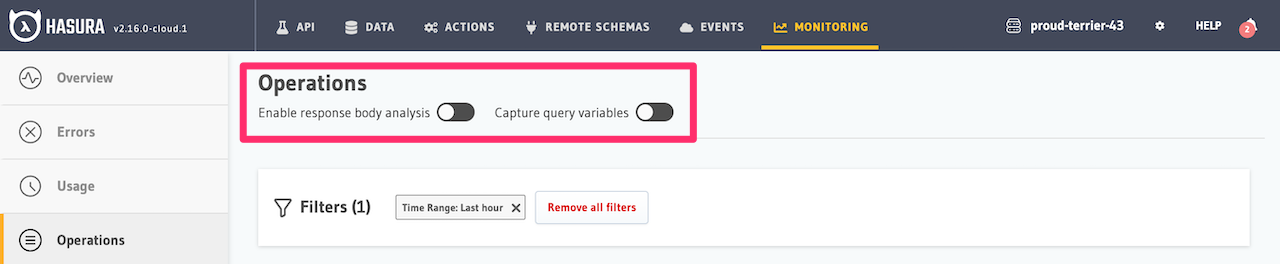 HASURA v2.16.0-cloud.1 API DATA ACTIONS REMOTE SCHEMAS EVENTS MONITORING proud-terrier-43 HELP 2
Overview
Errors
Usage
Operations
Operations
Enable response body analysis Capture query variables
Filters (1) Time Range: Last hour Remove all filters